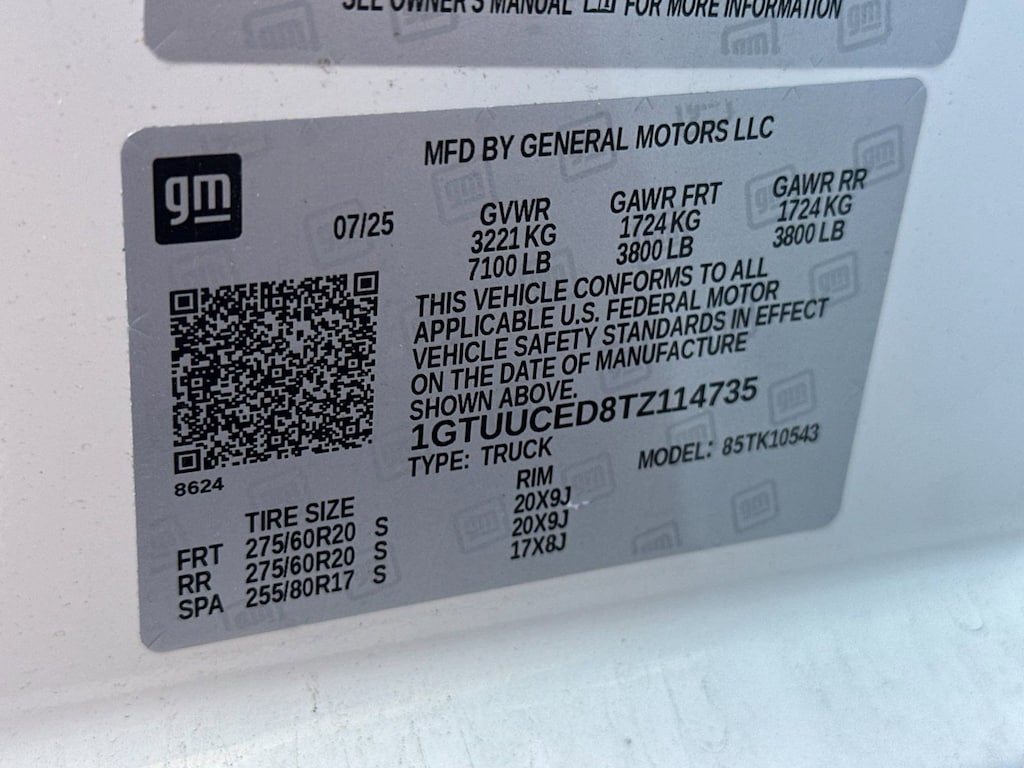 SEE OWNER'S MANUAL FOR MORE INFORMATION
MFD BY GENERAL MOTORS LLC
gm
07/25
GVWR
3221 KG
7100 LB
GAWR FRT
1724 KG
3800 LB
GAWR RR
1724 KG
3800 LB
THIS VEHICLE CONFORMS TO ALL
APPLICABLE U.S. FEDERAL MOTOR
VEHICLE SAFETY STANDARDS IN EFFECT
ON THE DATE OF MANUFACTURE
SHOWN ABOVE.
1GTUUCED8TZ114735
TYPE: TRUCK
MODEL: 85TK10543
8624
TIRE SIZE RIM
FRT 275/60R20 S 20X9J
RR 275/60R20 S 20X9J
SPA 255/80R17 S 17X8J